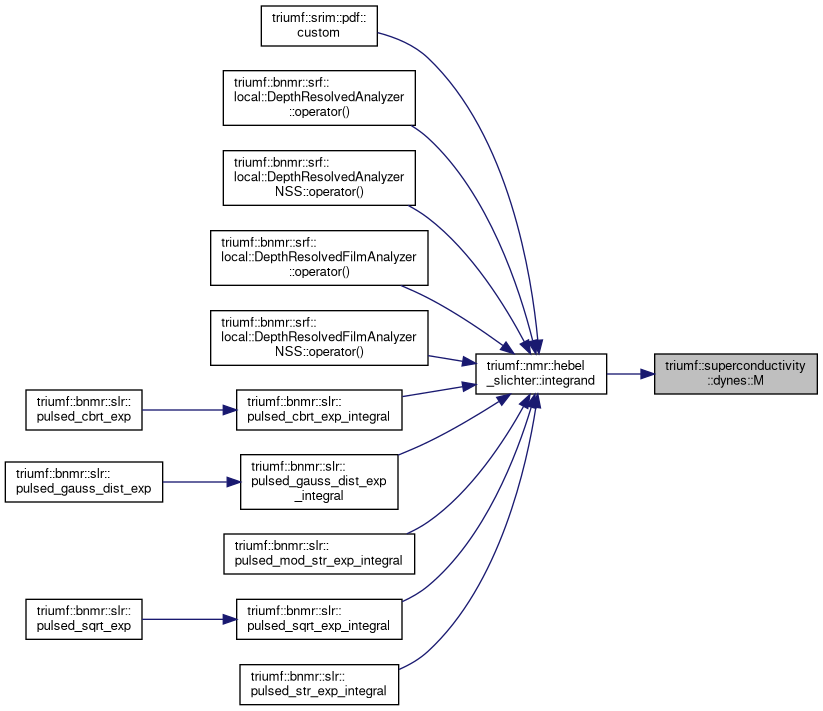 triumf::srim::pdf::
custom
triumf::bnmr::srf::
local::DepthResolvedAnalyzer
::operator()
triumf::bnmr::srf::
local::DepthResolvedAnalyzer
NSS::operator()
triumf::bnmr::srf::
local::DepthResolvedFilmAnalyzer
::operator()
triumf::bnmr::srf::
local::DepthResolvedFilmAnalyzer
NSS::operator()
triumf::nmr::hebel
_slichter::integrand
triumf::superconductivity
::dynes::M
triumf::bnmr::slr::
pulsed_cbrt_exp
triumf::bnmr::slr::
pulsed_cbrt_exp_integral
triumf::bnmr::slr::
pulsed_gauss_dist_exp
triumf::bnmr::slr::
pulsed_gauss_dist_exp
_integral
triumf::bnmr::slr::
pulsed_mod_str_exp_integral
triumf::bnmr::slr::
pulsed_sqrt_exp
triumf::bnmr::slr::
pulsed_sqrt_exp_integral
triumf::bnmr::slr::
pulsed_str_exp_integral